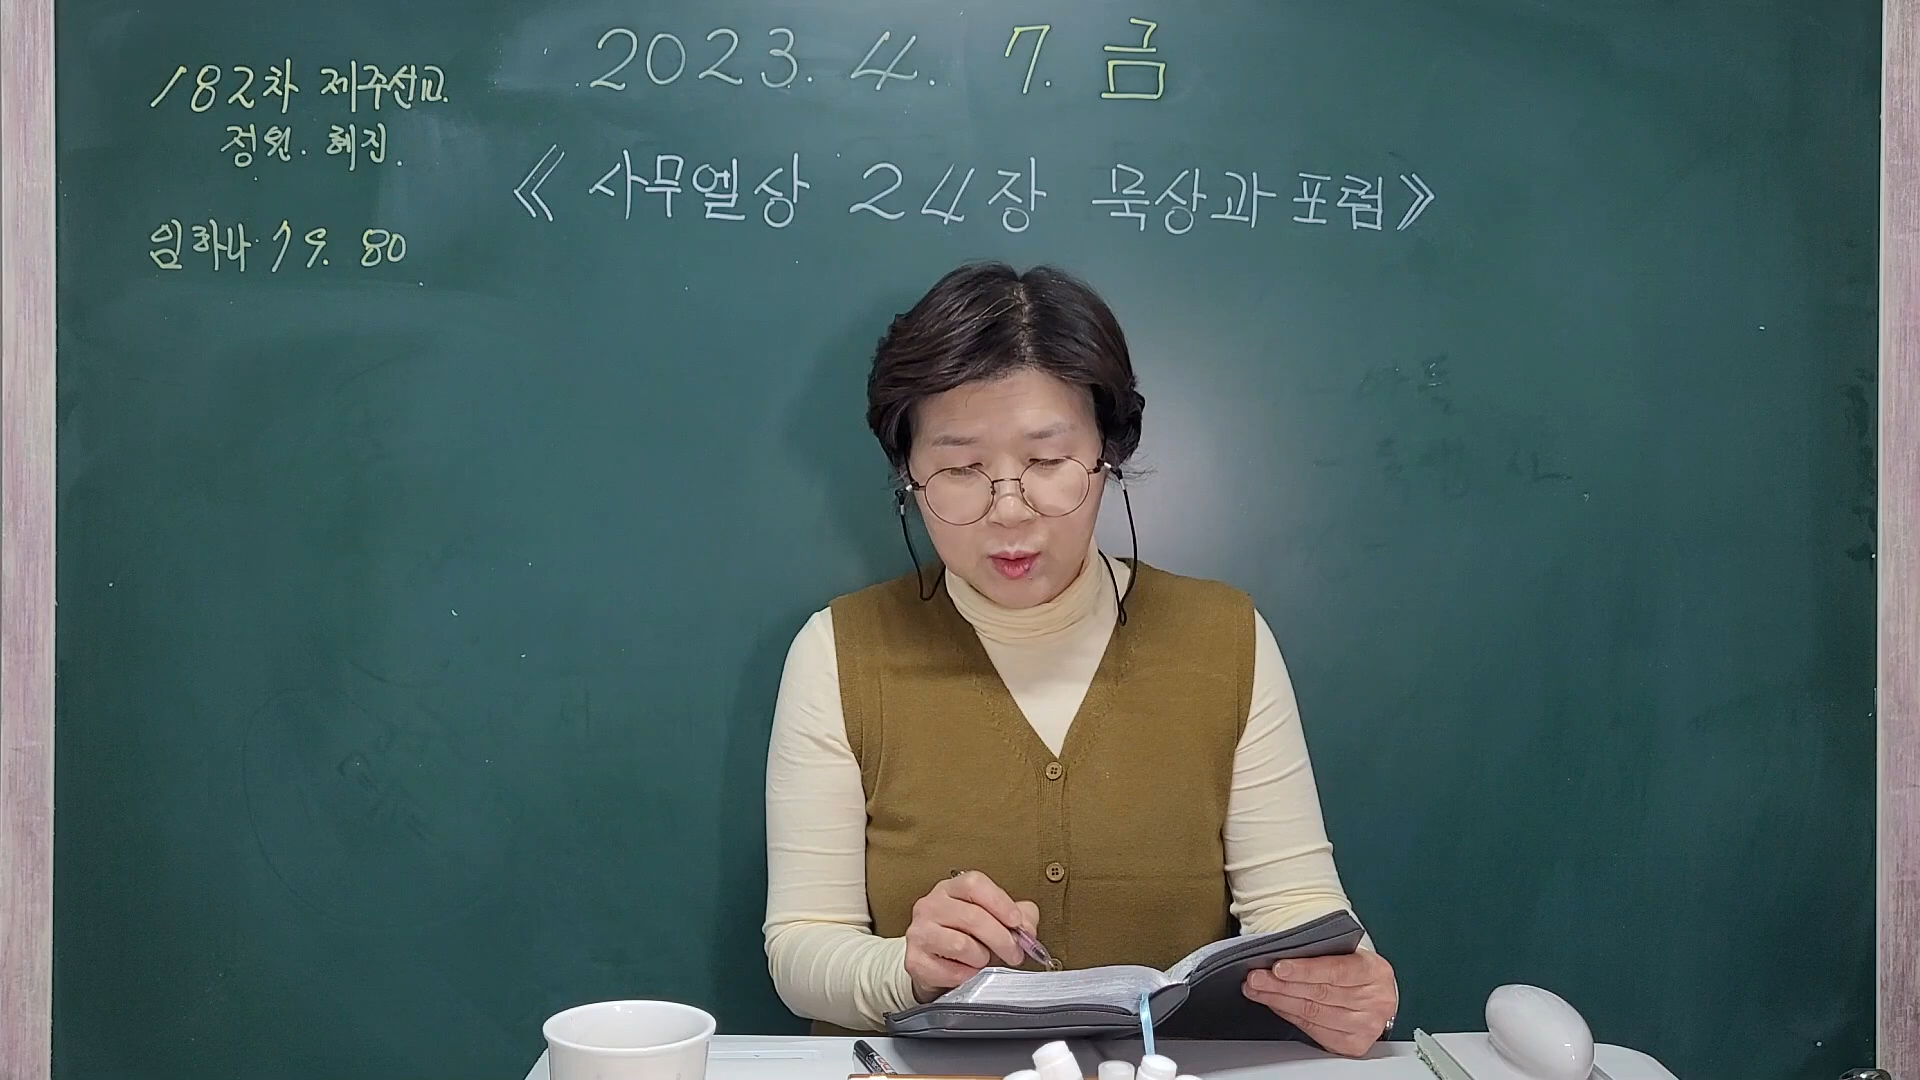 2023. 4. 7. 금
182차 제주선교.
정원. 혜진.
《 사무엘상 24장 묵상과 포럼》
임하나 79. 80